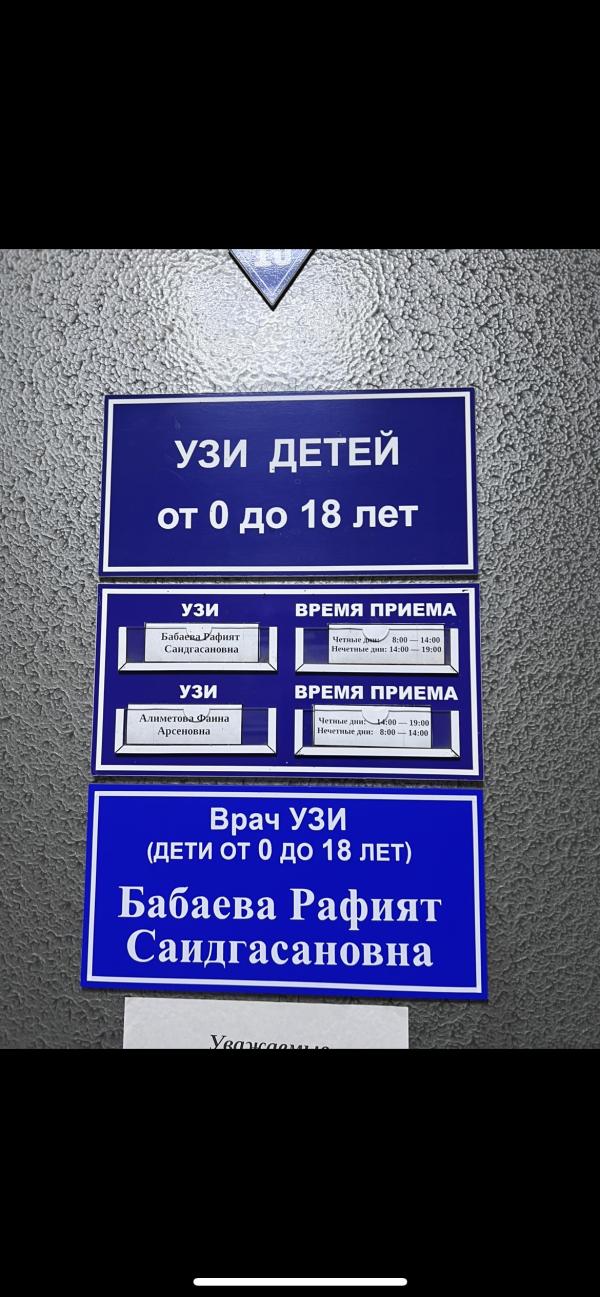 УЗИ ДЕТЕЙ
от 0 до 18 лет
УЗИ ВРЕМЯ ПРИЕМА
Бабаева Рафият
Саидгасановна
Четные дни: 8:00 — 14:00
Нечетные дни: 14:00 — 19:00
УЗИ ВРЕМЯ ПРИЕМА
Алиметова Фаина
Арсеновна
Четные дни: 14:00 — 19:00
Нечетные дни: 8:00 — 14:00
Врач УЗИ
(ДЕТИ ОТ 0 ДО 18 ЛЕТ)
Бабаева Рафият
Саидгасановна
Уважаемые